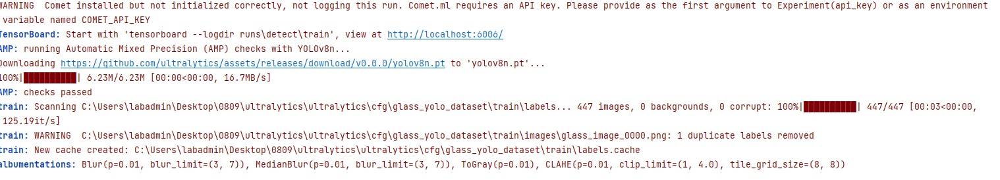 WARNING  Comet installed but not initialized correctly, not logging this run. Comet.ml requires an API key. Please provide as the first argument to Experiment(api_key) or as an environment
variable named COMET_API_KEY
TensorBoard: Start with 'tensorboard --logdir runs\detect\train', view at http://localhost:6006/
AMP: running Automatic Mixed Precision (AMP) checks with YOLOv8n...
Downloading https://github.com/ultralytics/assets/releases/download/v0.0.0/yolov8n.pt to 'yolov8n.pt'...
100%|██████████| 6.23M/6.23M [00:00<00:00, 16.7MB/s]
AMP: checks passed
train: Scanning C:\Users\labadmin\Desktop\0809\ultralytics\ultralytics\cfg\glass_yolo_dataset\train\labels... 447 images, 0 backgrounds, 0 corrupt: 100%|██████████| 447/447 [00:03<00:00,
125.19it/s]
train: WARNING  C:\Users\labadmin\Desktop\0809\ultralytics\ultralytics\cfg\glass_yolo_dataset\train\images\glass_image_0000.png: 1 duplicate labels removed
train: New cache created: C:\Users\labadmin\Desktop\0809\ultralytics\ultralytics\cfg\glass_yolo_dataset\train\labels.cache
albumentations: Blur(p=0.01, blur_limit=(3, 7)), MedianBlur(p=0.01, blur_limit=(3, 7)), ToGray(p=0.01), CLAHE(p=0.01, clip_limit=(1, 4.0), tile_grid_size=(8, 8))